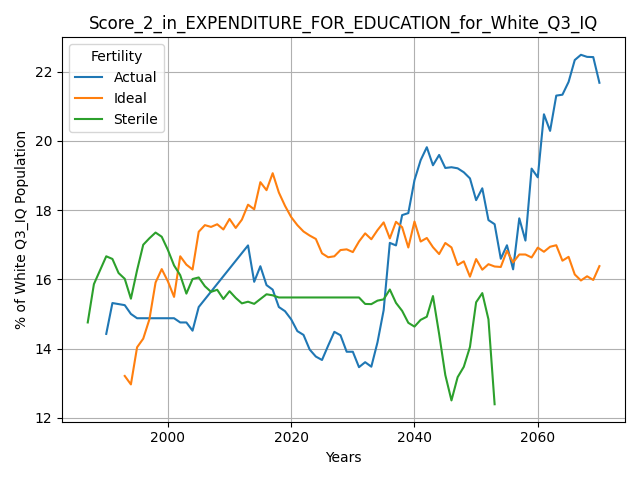 Score_2_in_EXPENDITURE_FOR_EDUCATION_for_White_Q3_IQ
Fertility
Actual
Ideal
Sterile
% of White Q3_IQ Population
22
20
18
16
14
12
2000
2020
2040
2060
Years